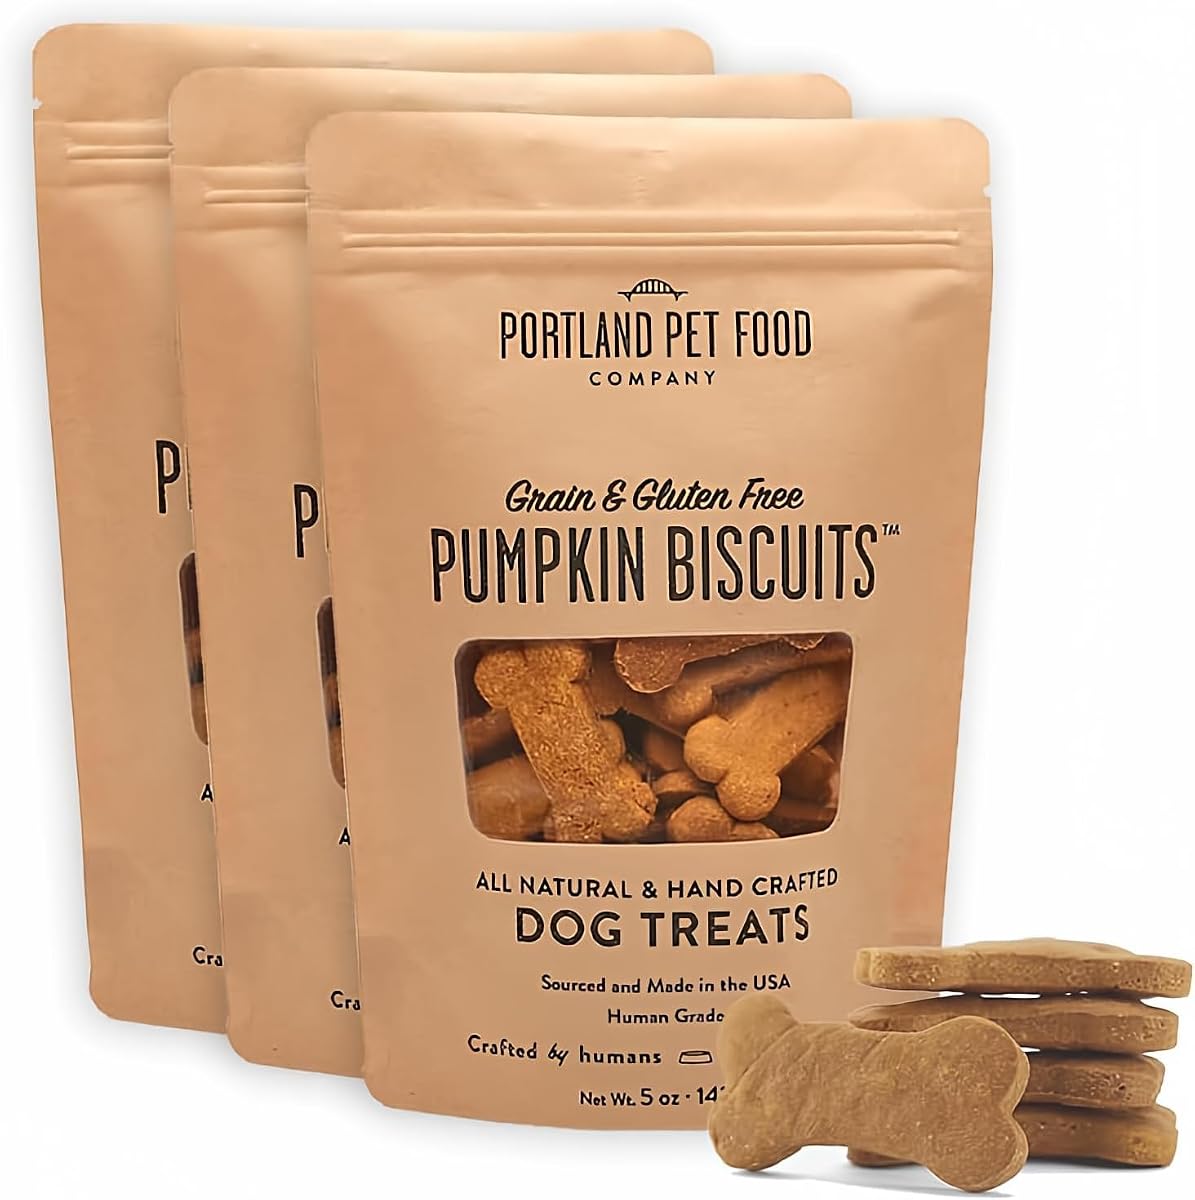 PORTLAND PET FOOD
COMPANY
Grain & Gluten Free
PUMPKIN BISCUITS™
ALL NATURAL & HAND CRAFTED
DOG TREATS
Sourced and Made in the USA
Human Grade
Crafted by humans
Net Wt. 5 oz · 14